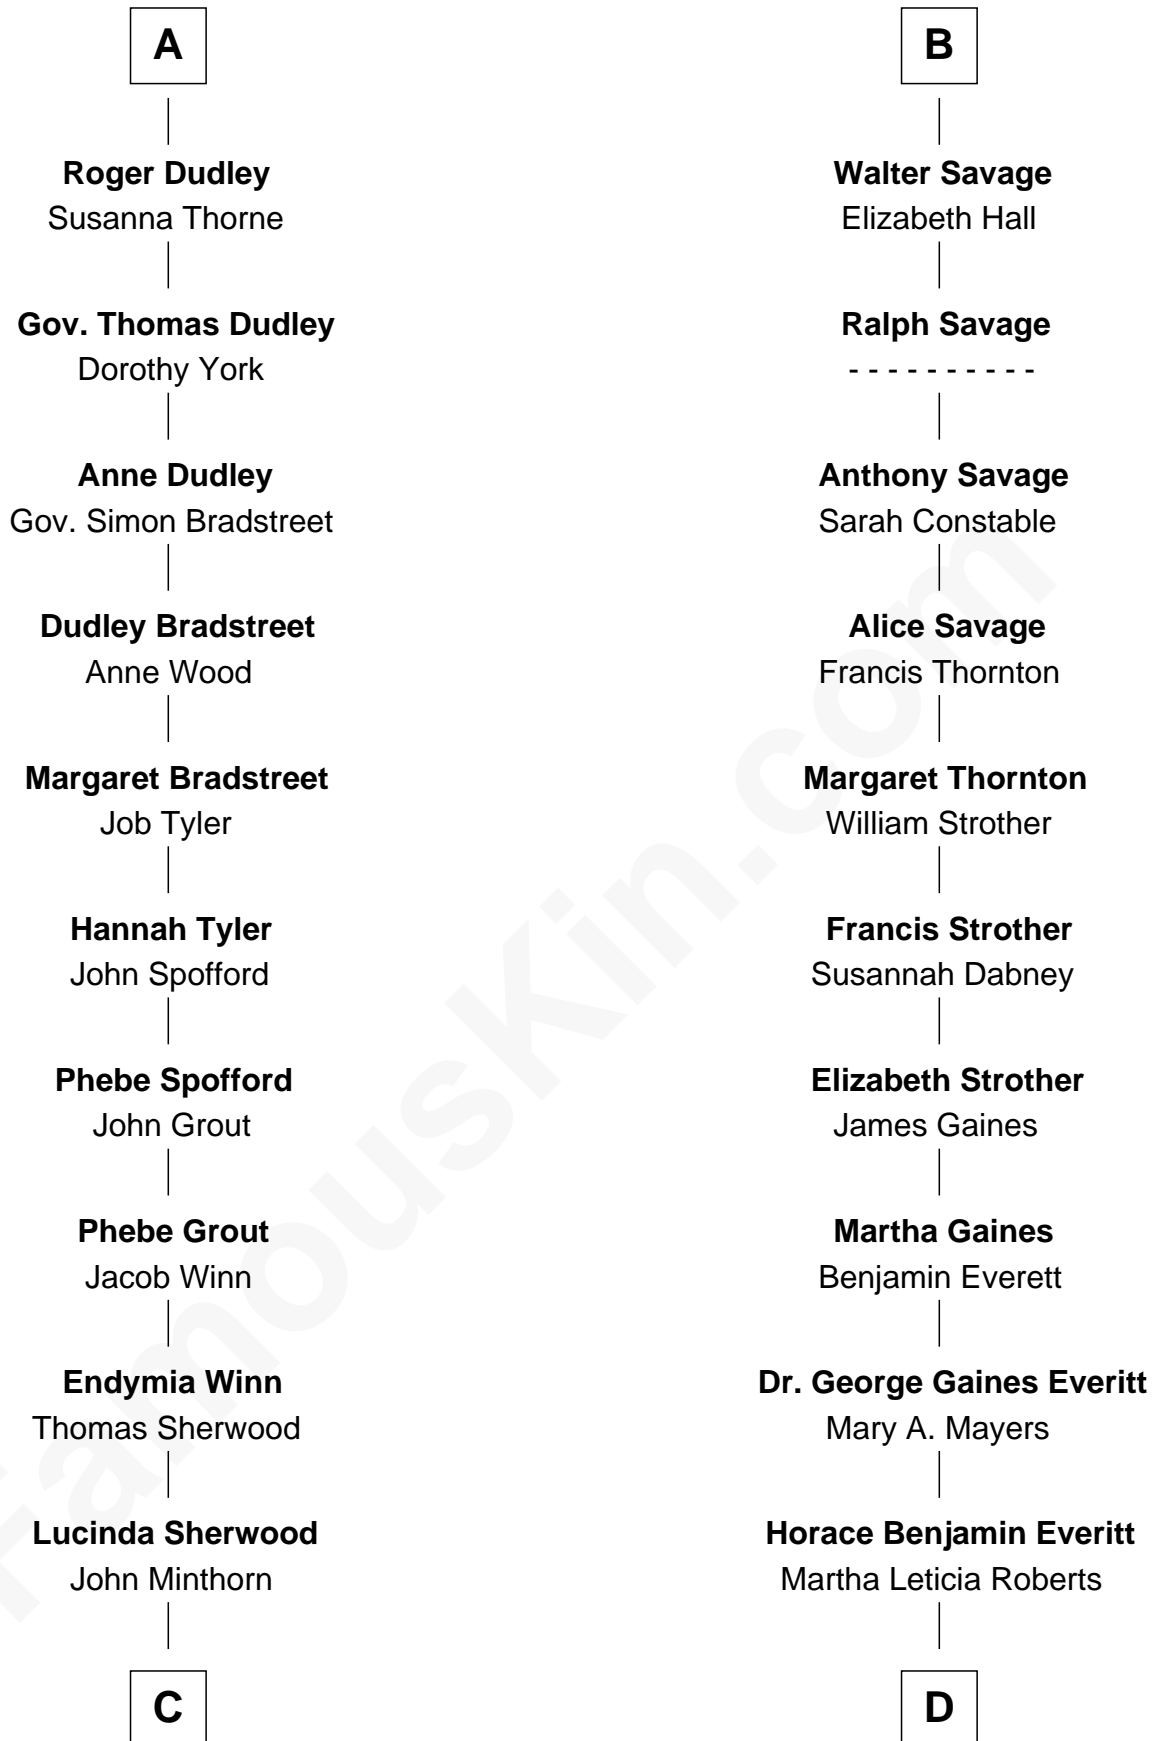 A
Roger Dudley
Susanna Thorne
Gov. Thomas Dudley
Dorothy York
Anne Dudley
Gov. Simon Bradstreet
Dudley Bradstreet
Anne Wood
Margaret Bradstreet
Job Tyler
Hannah Tyler
John Spofford
Phebe Spofford
John Grout
Phebe Grout
Jacob Winn
Endymia Winn
Thomas Sherwood
Lucinda Sherwood
John Minthorn
C
B
Walter Savage
Elizabeth Hall
Ralph Savage
- - - - - - - - - -
Anthony Savage
Sarah Constable
Alice Savage
Francis Thornton
Margaret Thornton
William Strother
Francis Strother
Susannah Dabney
Elizabeth Strother
James Gaines
Martha Gaines
Benjamin Everett
Dr. George Gaines Everitt
Mary A. Mayers
Horace Benjamin Everitt
Martha Leticia Roberts
D
FamousKin.com